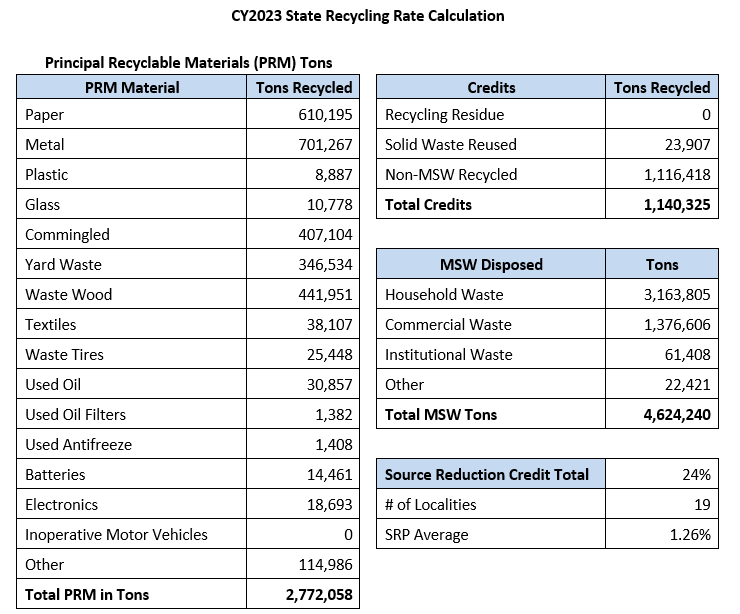 CY2023 State Recycling Rate Calculation
Principal Recyclable Materials (PRM) Tons
PRM Material Tons Recycled
Paper 610,195
Metal 701,267
Plastic 8,887
Glass 10,778
Commingled 407,104
Yard Waste 346,534
Waste Wood 441,951
Textiles 38,107
Waste Tires 25,448
Used Oil 30,857
Used Oil Filters 1,382
Used Antifreeze 1,408
Batteries 14,461
Electronics 18,693
Inoperative Motor Vehicles 0
Other 114,986
Total PRM in Tons 2,772,058
Credits Tons Recycled
Recycling Residue 0
Solid Waste Reused 23,907
Non-MSW Recycled 1,116,418
Total Credits 1,140,325
MSW Disposed Tons
Household Waste 3,163,805
Commercial Waste 1,376,606
Institutional Waste 61,408
Other 22,421
Total MSW Tons 4,624,240
Source Reduction Credit Total 24%
# of Localities 19
SRP Average 1.26%